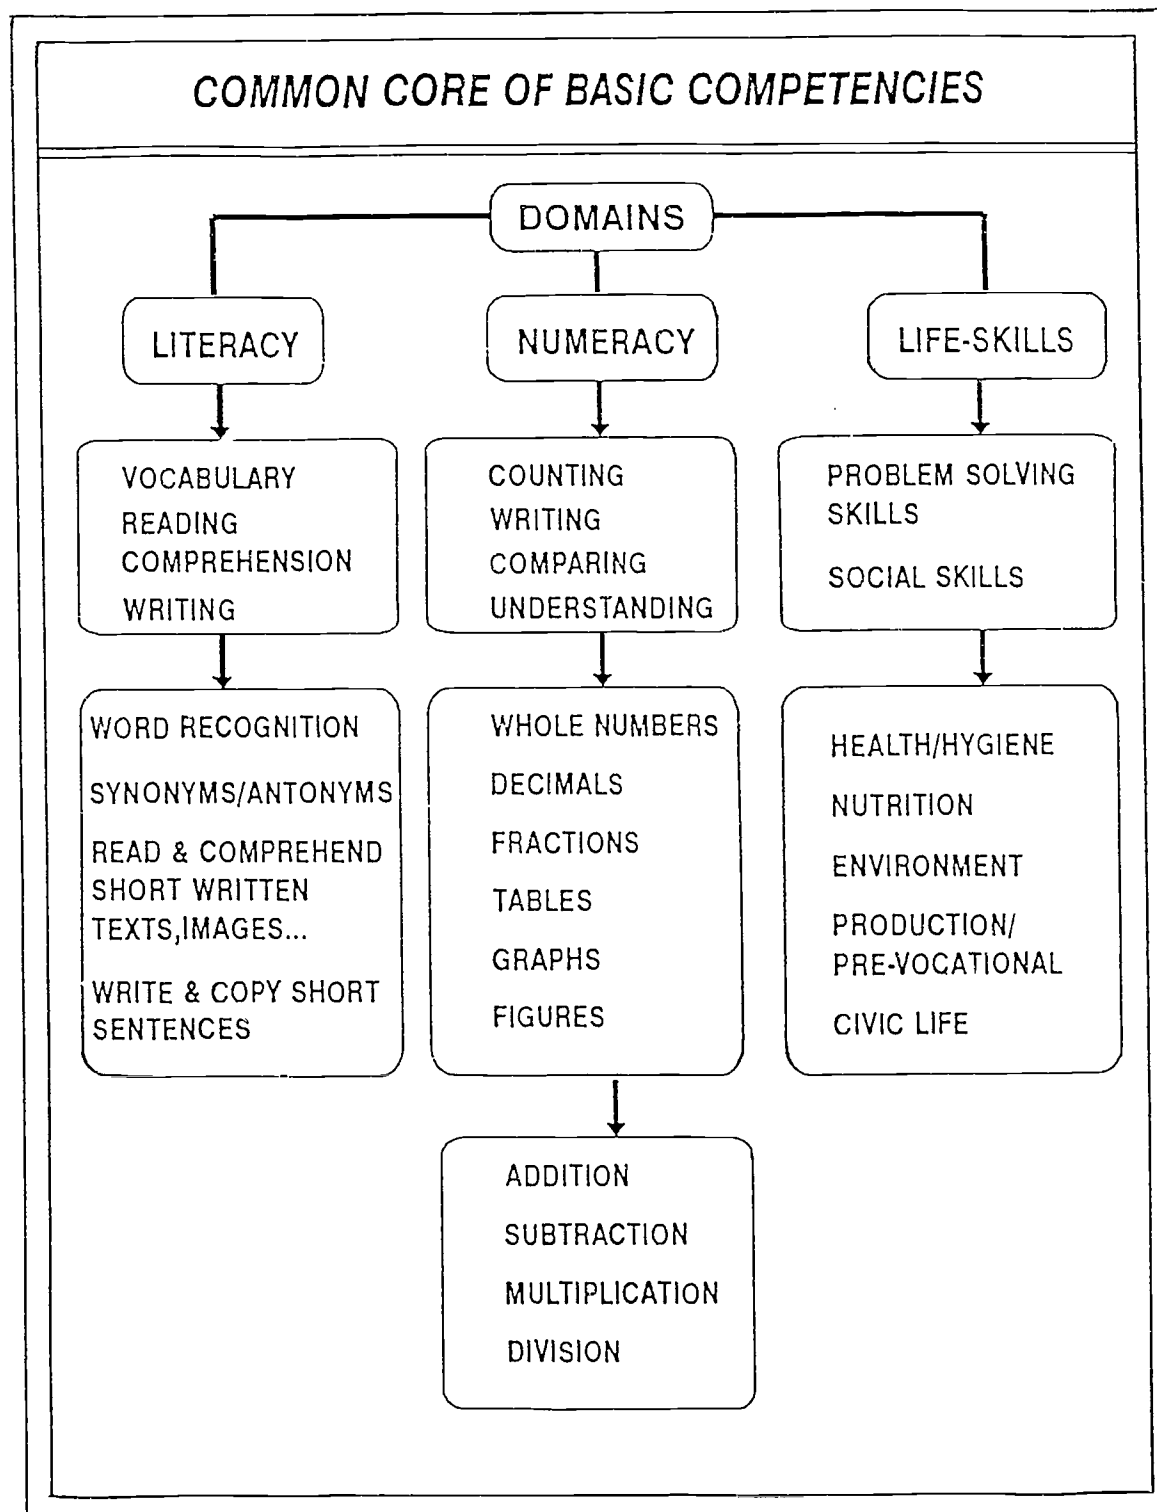 COMMON CORE OF BASIC COMPETENCIES
DOMAINS
LITERACY
NUMERACY
LIFE-SKILLS
VOCABULARY
READING
COMPREHENSION
WRITING
COUNTING
WRITING
COMPARING
UNDERSTANDING
PROBLEM SOLVING
SKILLS
SOCIAL SKILLS
WORD RECOGNITION
SYNONYMS/ANTONYMS
READ & COMPREHEND
SHORT WRITTEN
TEXTS,IMAGES...
WRITE & COPY SHORT
SENTENCES
WHOLE NUMBERS
DECIMALS
FRACTIONS
TABLES
GRAPHS
FIGURES
HEALTH/HYGIENE
NUTRITION
ENVIRONMENT
PRODUCTION/
PRE-VOCATIONAL
CIVIC LIFE
ADDITION
SUBTRACTION
MULTIPLICATION
DIVISION